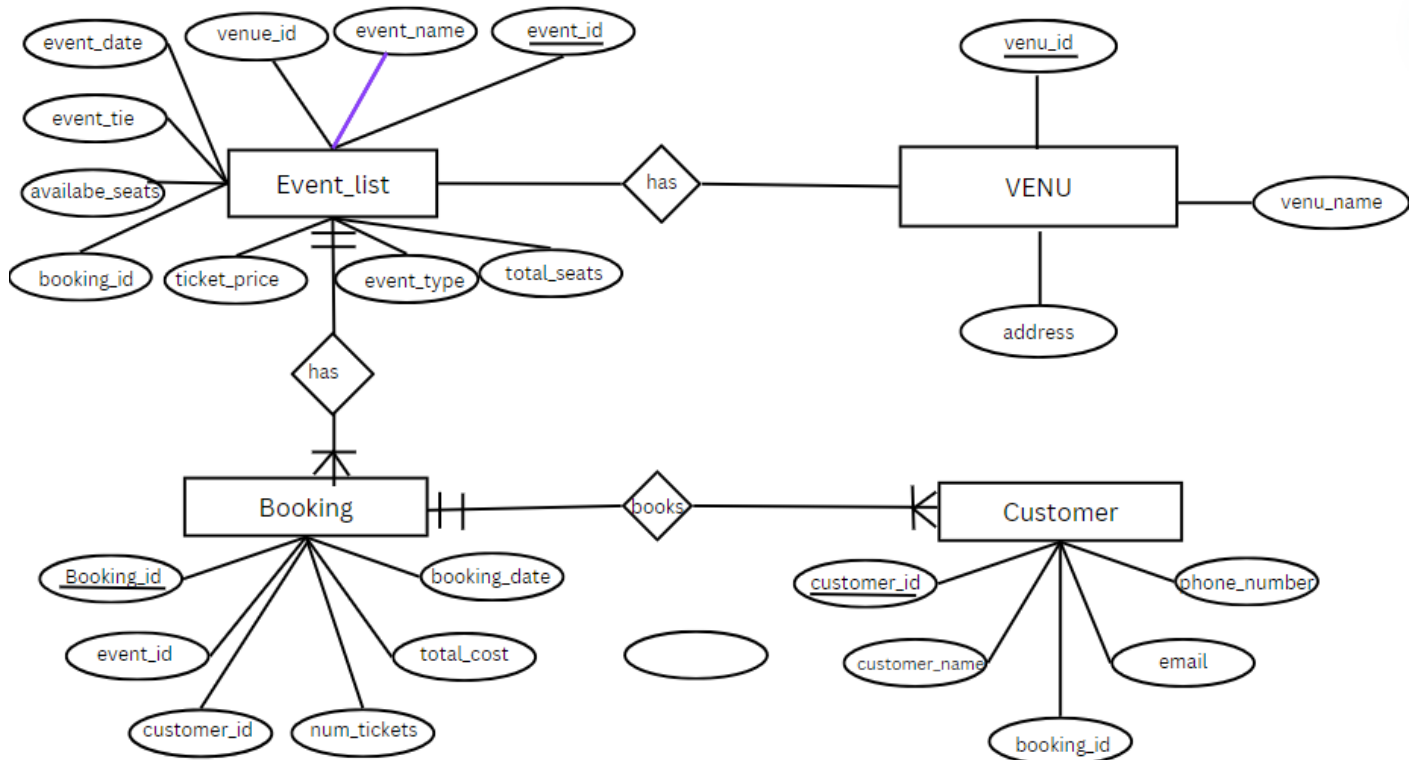 event_date
venue_id
event_name
event_id
venu_id
event_tie
availabe_seats
Event_list
has
VENU
venu_name
booking_id
ticket_price
event_type
total_seats
address
has
Booking
books
Customer
Booking_id
booking_date
customer_id
phone_number
event_id
total_cost
customer_name
email
customer_id
num_tickets
booking_id